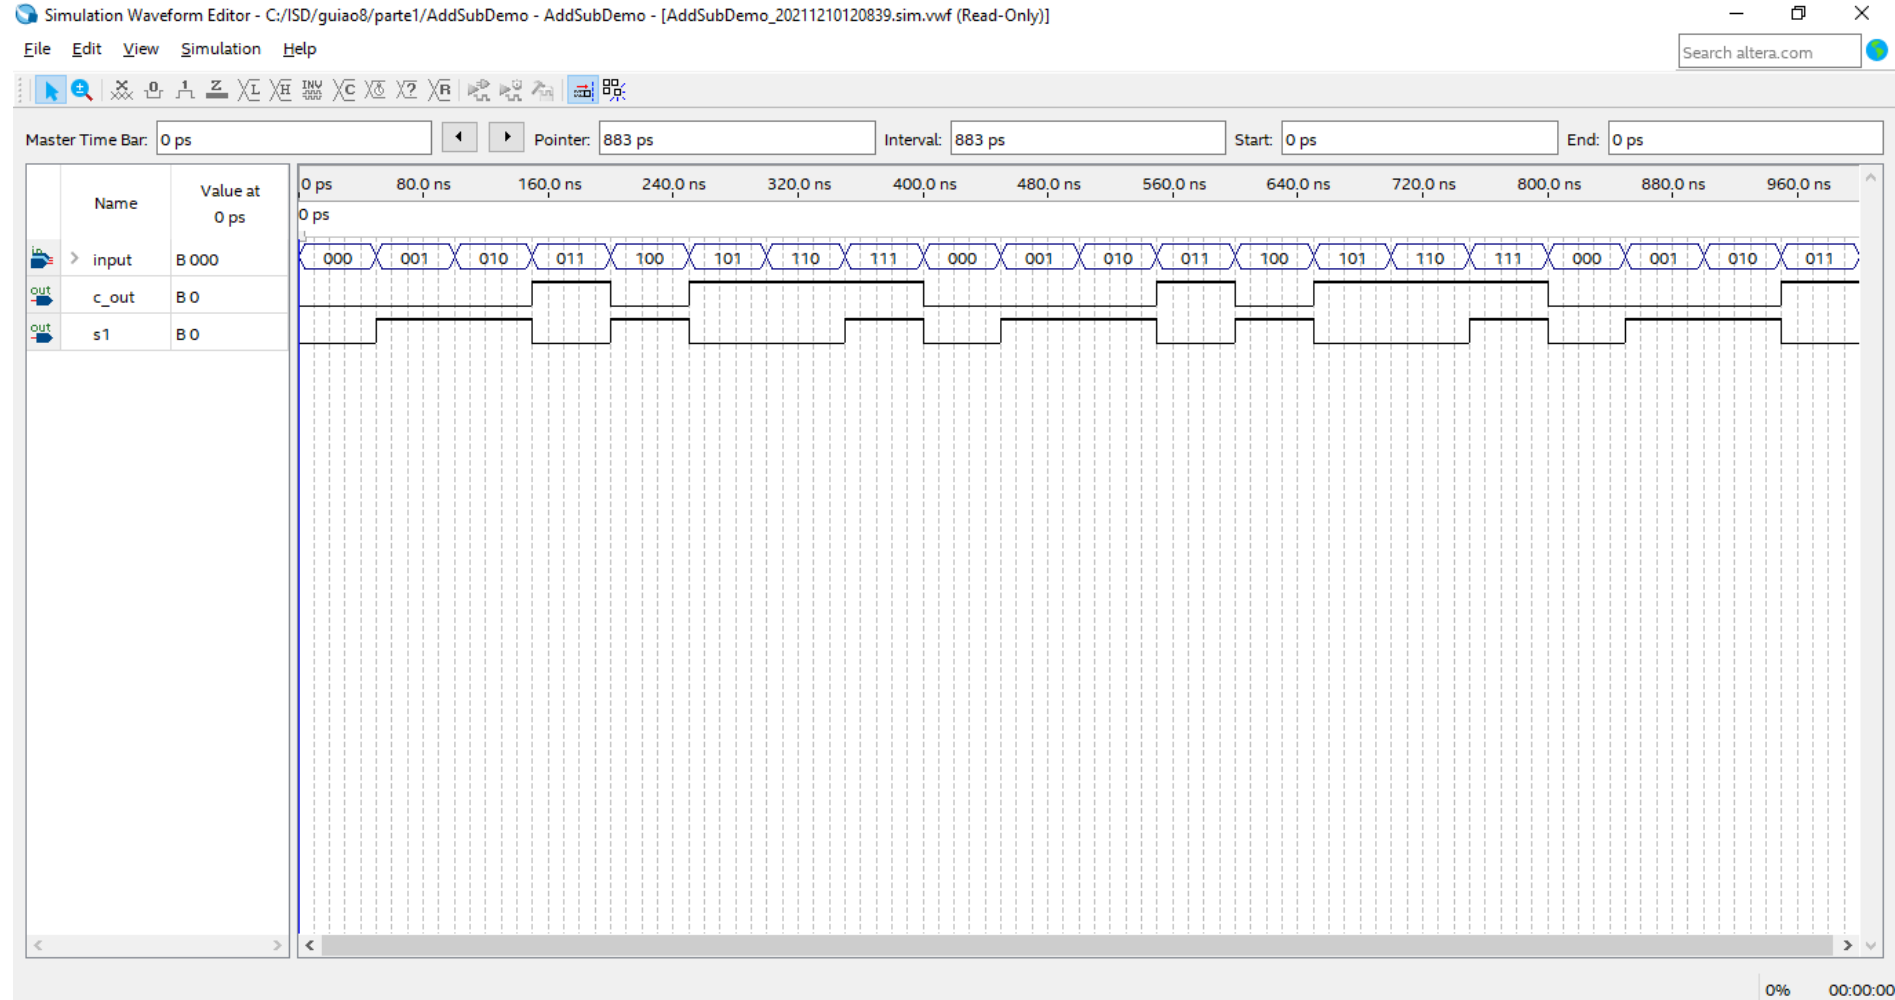 Simulation Waveform Editor - C:/ISD/guiao8/parte1/AddSubDemo - AddSubDemo - [AddSubDemo_20211210120839.sim.vwf (Read-Only)]
File Edit View Simulation Help
Search altera.com
Master Time Bar: 0 ps Pointer: 883 ps Interval: 883 ps Start: 0 ps End: 0 ps
Name
Value at
0 ps
0 ps 80.0 ns 160.0 ns 240.0 ns 320.0 ns 400.0 ns 480.0 ns 560.0 ns 640.0 ns 720.0 ns 800.0 ns 880.0 ns 960.0 ns
0 ps
in input B 000 000 001 010 011 100 101 110 111 000 001 010 011 100 101 110 111 000 001 010 011
out c_out B 0
out s1 B 0
0% 00:00:00